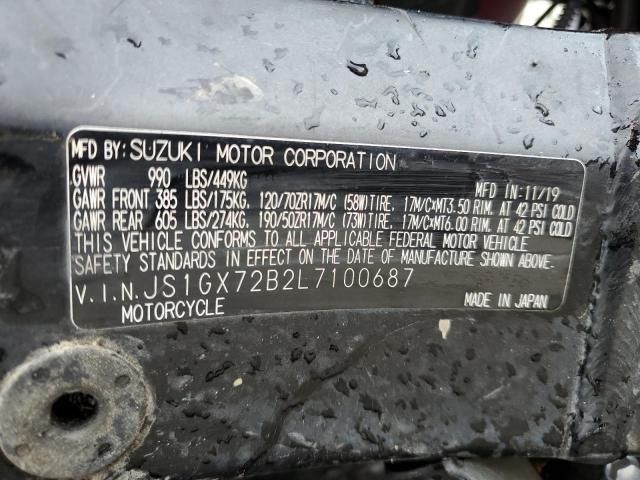 MFD BY: SUZUKI MOTOR CORPORATION
GVWR 990 LBS/449KG MFD IN:11/19
GAWR FRONT 385 LBS/175KG. 120/70ZR17M/C (58W)TIRE. 17M/C×MT3.50 RIM. AT 42 PSI COLD
GAWR REAR 605 LBS/274KG. 190/50ZR17M/C (73W)TIRE. 17M/C×MT6.00 RIM. AT 42 PSI COLD
THIS VEHICLE CONFORMS TO ALL APPLICABLE FEDERAL MOTOR VEHICLE
SAFETY STANDARDS IN EFFECT ON THE DATE OF MANUFACTURE SHOWN ABOVE.
V.I.N.JS1GX72B2L7100687
MOTORCYCLE MADE IN JAPAN